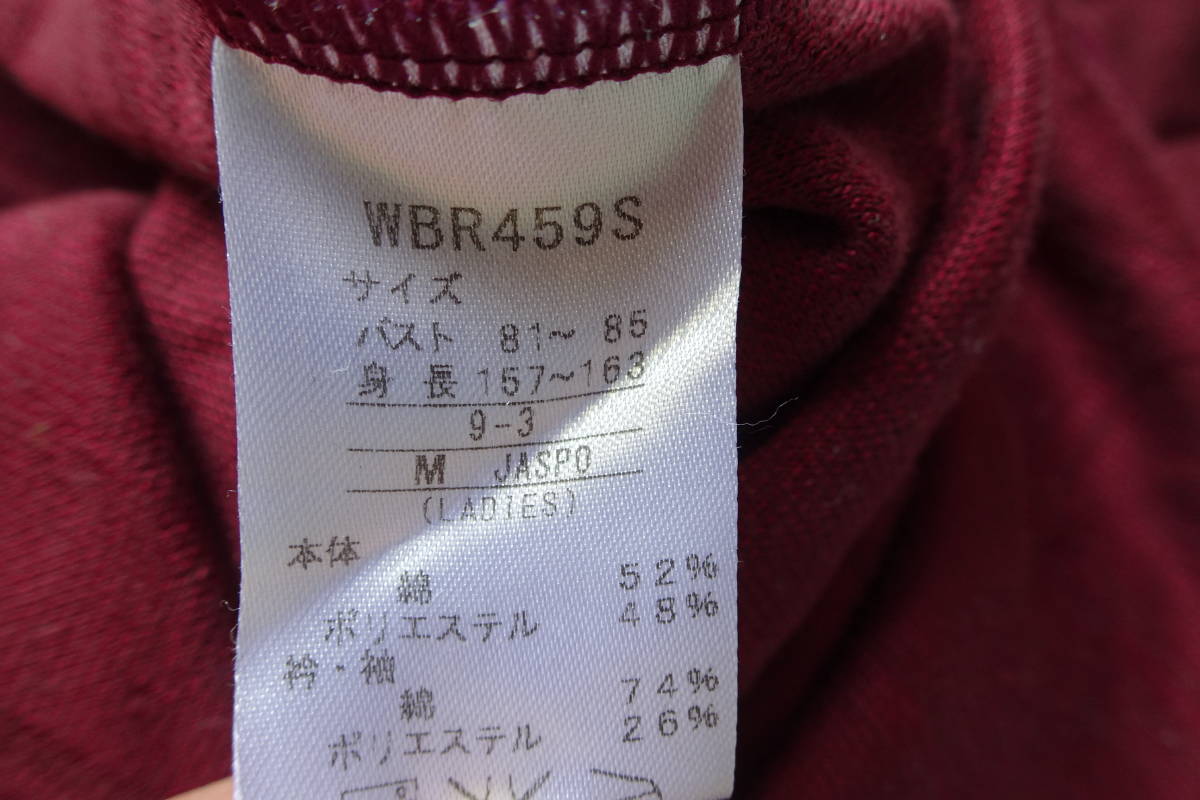 WBR459S
サイズ
バスト 81～ 85
身 長 157～163
9-3
M JASPO
(LADIES)
本体
綿 52%
ポリエステル 48%
衿・袖
綿 74%
ポリエステル 26%